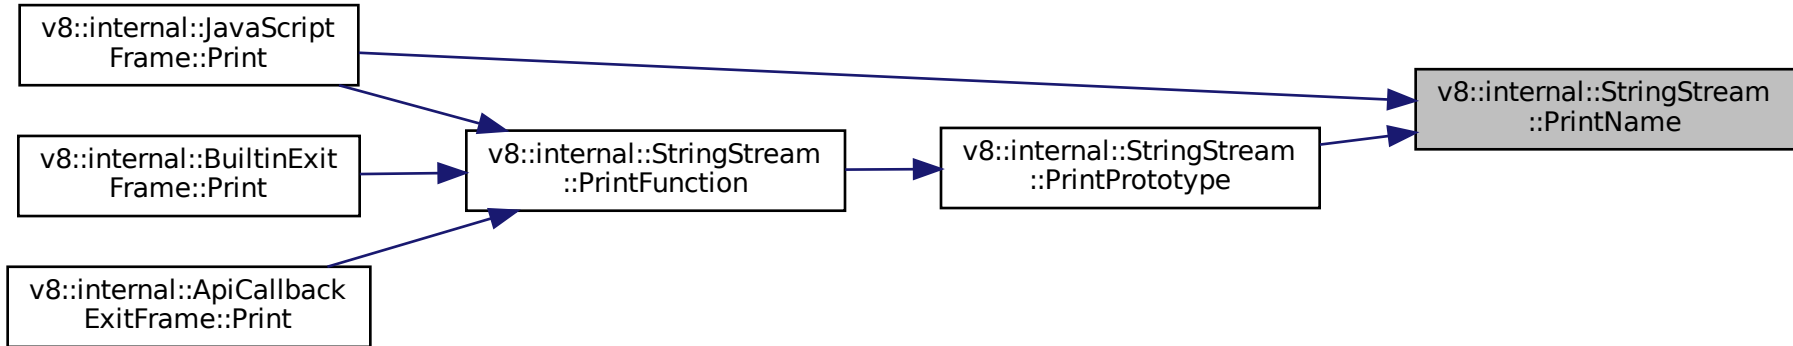 v8::internal::JavaScript
Frame::Print
v8::internal::BuiltinExit
Frame::Print
v8::internal::ApiCallback
ExitFrame::Print
v8::internal::StringStream
::PrintFunction
v8::internal::StringStream
::PrintPrototype
v8::internal::StringStream
::PrintName